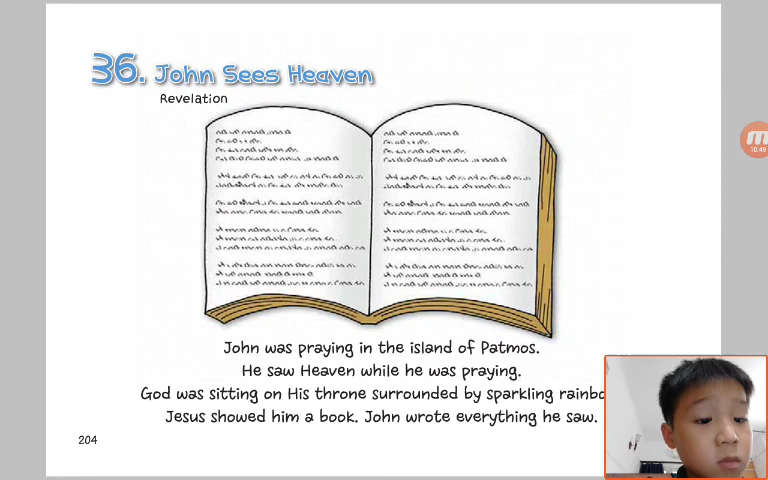 36. John Sees Heaven
Revelation
John was praying in the island of Patmos.
He saw Heaven while he was praying.
God was sitting on His throne surrounded by sparkling
Jesus showed him a book. John wrote everything he saw.
204
10:49